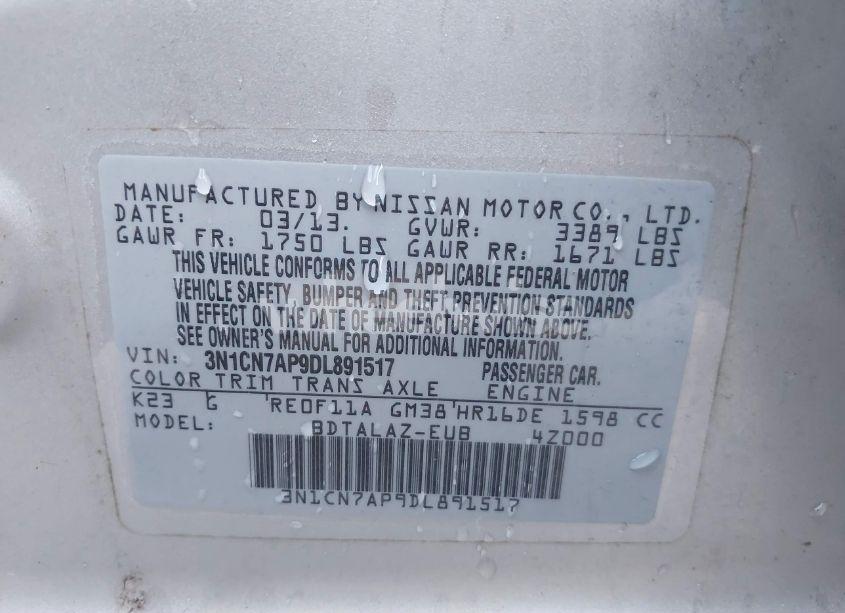 MANUFACTURED BY NISSAN MOTOR CO., LTD.
DATE: 03/13. GVWR: 3389 LBS
GAWR FR: 1750 LBS GAWR RR: 1671 LBS
THIS VEHICLE CONFORMS TO ALL APPLICABLE FEDERAL MOTOR
VEHICLE SAFETY, BUMPER AND THEFT PREVENTION STANDARDS
IN EFFECT ON THE DATE OF MANUFACTURE SHOWN ABOVE.
SEE OWNER'S MANUAL FOR ADDITIONAL INFORMATION.
VIN: 3N1CN7AP9DL891517 PASSENGER CAR.
COLOR TRIM TRANS AXLE ENGINE
K23 G RE0F11A GM38 HR16DE 1598 CC
MODEL: BDTALAZ-EUB 4Z000
3N1CN7AP9DL891517